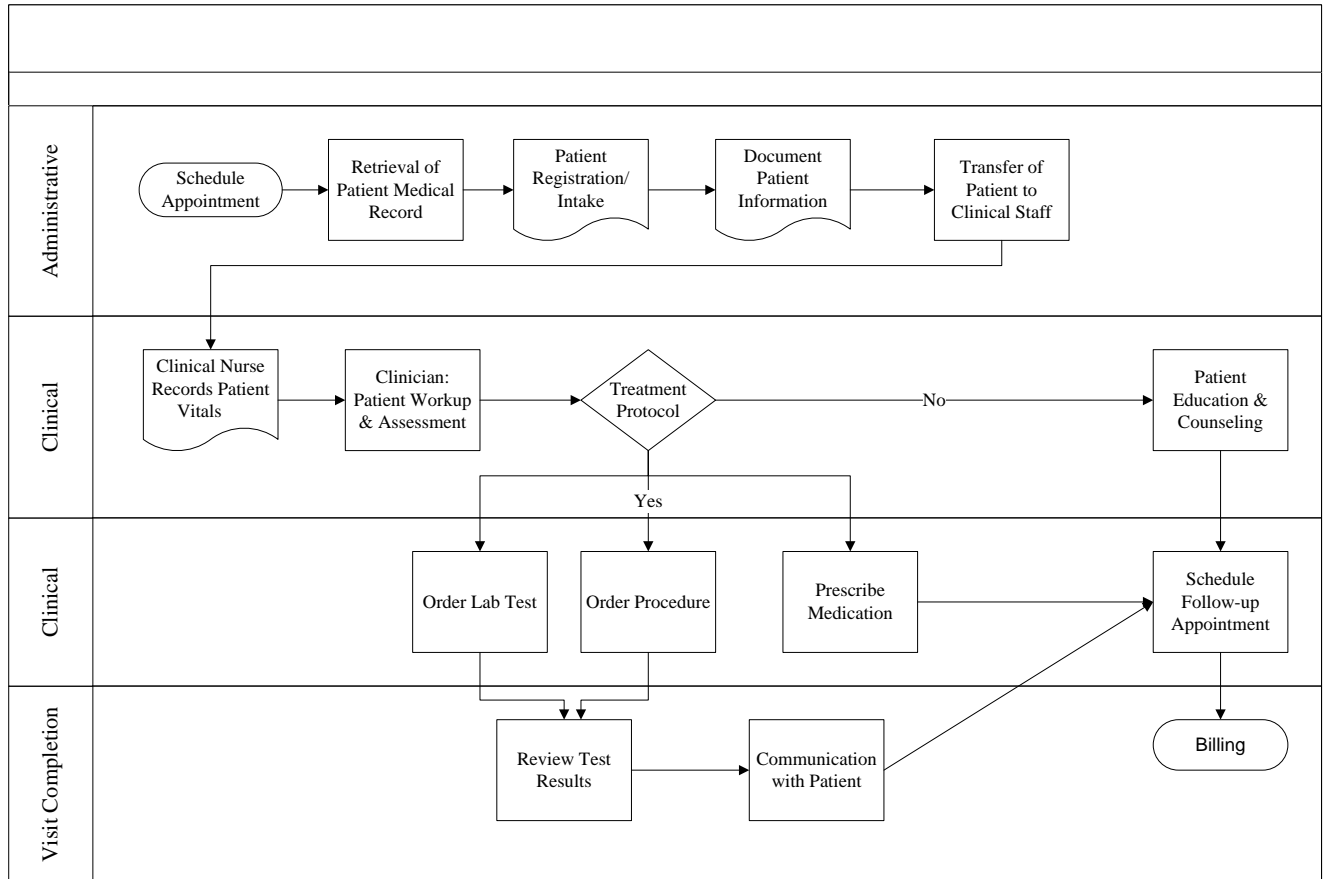 Administrative
Schedule
Appointment
Retrieval of
Patient Medical
Record
Patient
Registration/
Intake
Document
Patient
Information
Transfer of
Patient to
Clinical Staff
Clinical
Clinical Nurse
Records Patient
Vitals
Clinician:
Patient Workup
& Assessment
Treatment
Protocol
No
Patient
Education &
Counseling
Yes
Clinical
Order Lab Test
Order Procedure
Prescribe
Medication
Schedule
Follow-up
Appointment
Visit Completion
Review Test
Results
Communication
with Patient
Billing